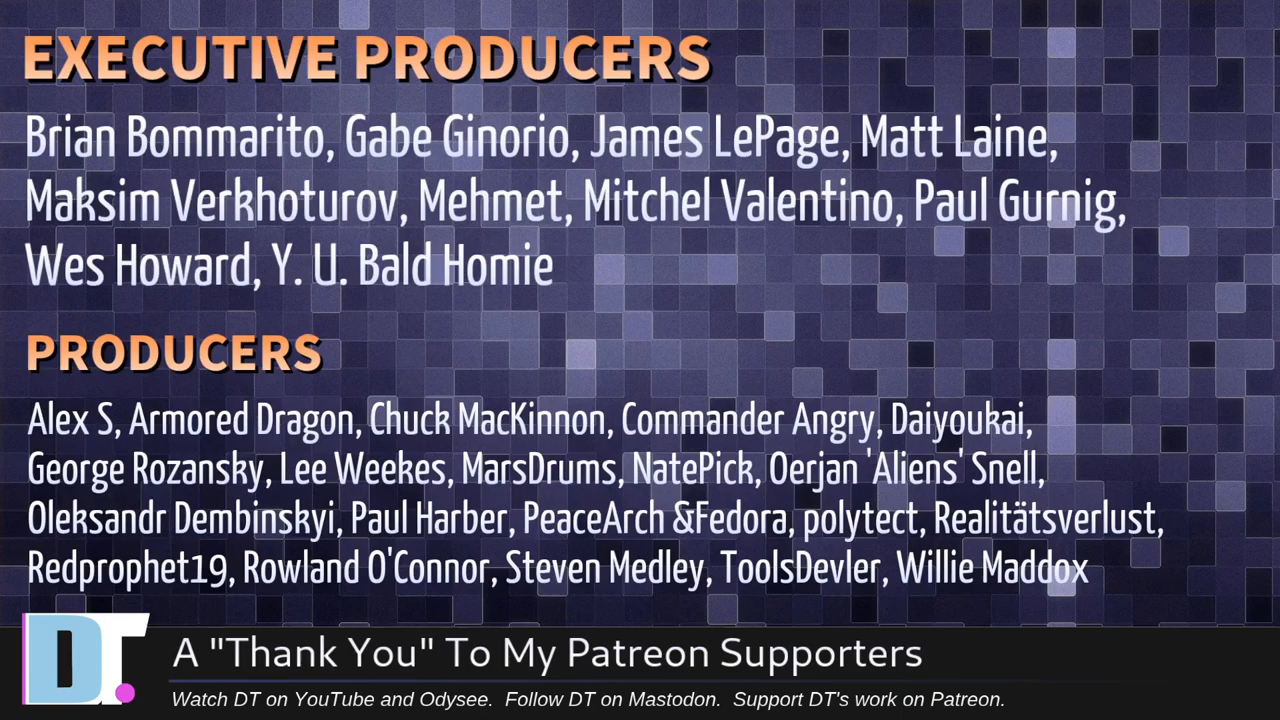 EXECUTIVE PRODUCERS
Brian Bommarito, Gabe Ginorio, James LePage, Matt Laine,
Maksim Verkhoturov, Mehmet, Mitchel Valentino, Paul Gurnig,
Wes Howard, Y. U. Bald Homie
PRODUCERS
Alex S, Armored Dragon, Chuck MacKinnon, Commander Angry, Daiyoukai,
George Rozansky, Lee Weekes, MarsDrums, NatePick, Oerjan 'Aliens' Snell,
Oleksandr Dembinskyi, Paul Harber, PeaceArch &Fedora, polytect, Realitätsverlust,
Redprophet19, Rowland O'Connor, Steven Medley, ToolsDevler, Willie Maddox
DT.
A "Thank You" To My Patreon Supporters
Watch DT on YouTube and Odysee. Follow DT on Mastodon. Support DT's work on Patreon.